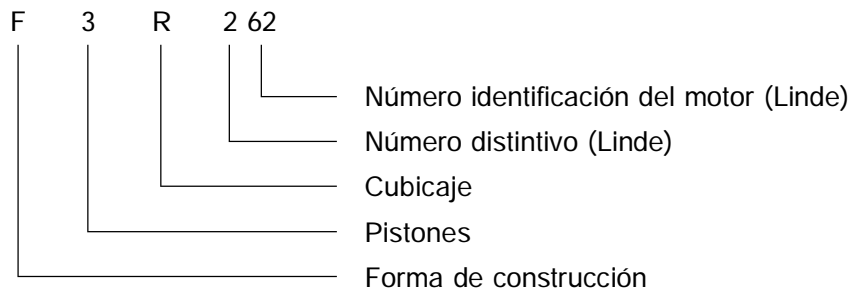 F 3 R 2 62
Número identificación del motor (Linde)
Número distintivo (Linde)
Cubicaje
Pistones
Forma de construcción